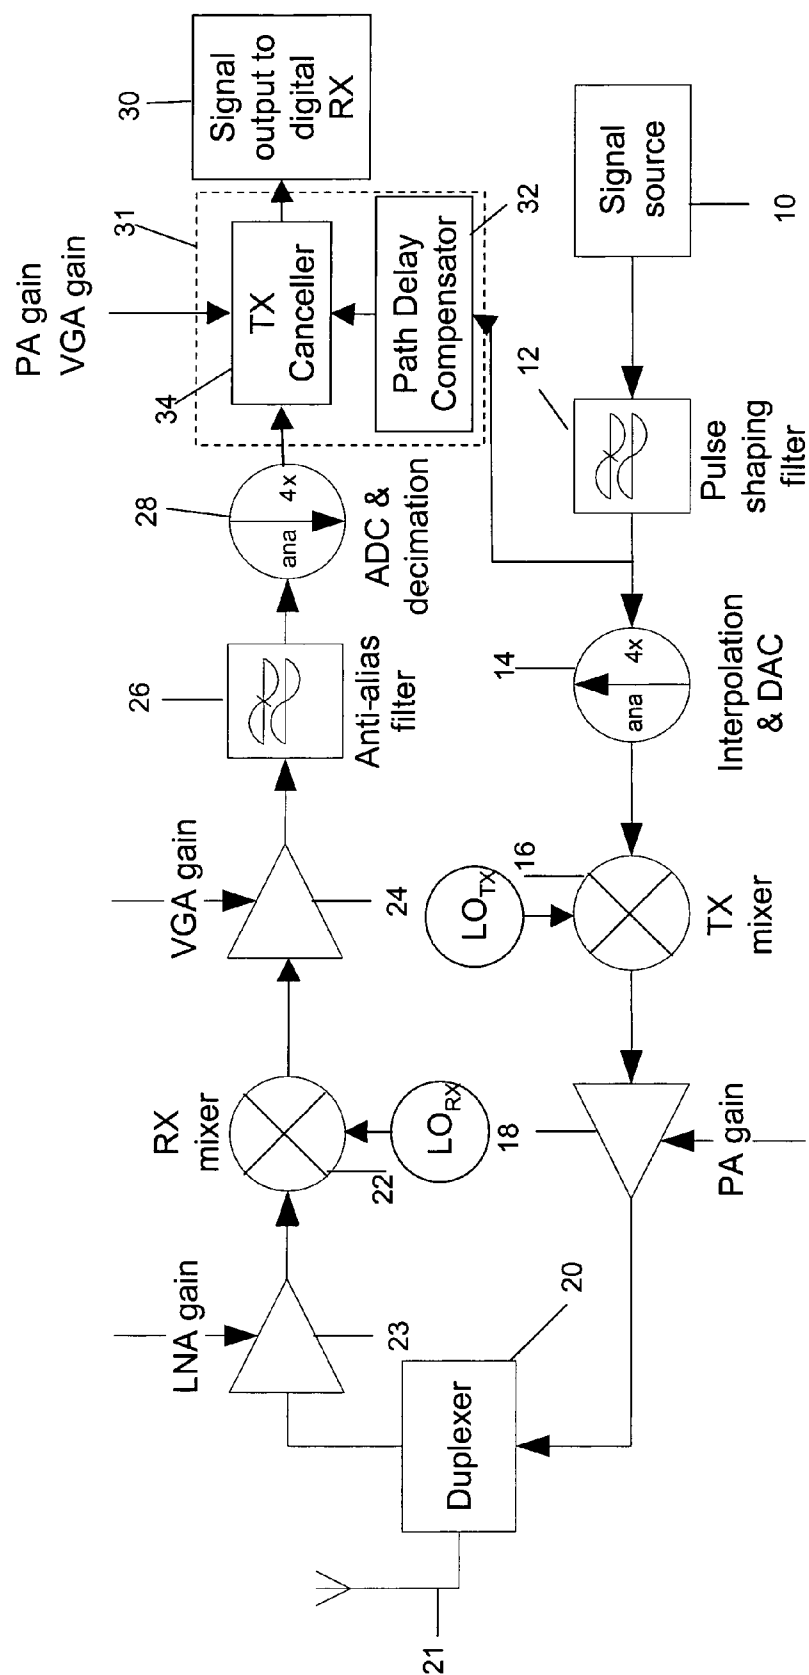 21
Duplexer
20
LNA gain
23
RX
mixer
22
LO_RX
VGA gain
24
26
Anti-alias
filter
28
ana
4x
ADC &
decimation
PA gain
VGA gain
31
34
TX
Canceller
30
Signal
output to
digital
RX
Path Delay
Compensator
32
18
PA gain
LO_TX
16
TX
mixer
14
ana
4x
Interpolation
& DAC
12
Pulse
shaping
filter
Signal
source
10